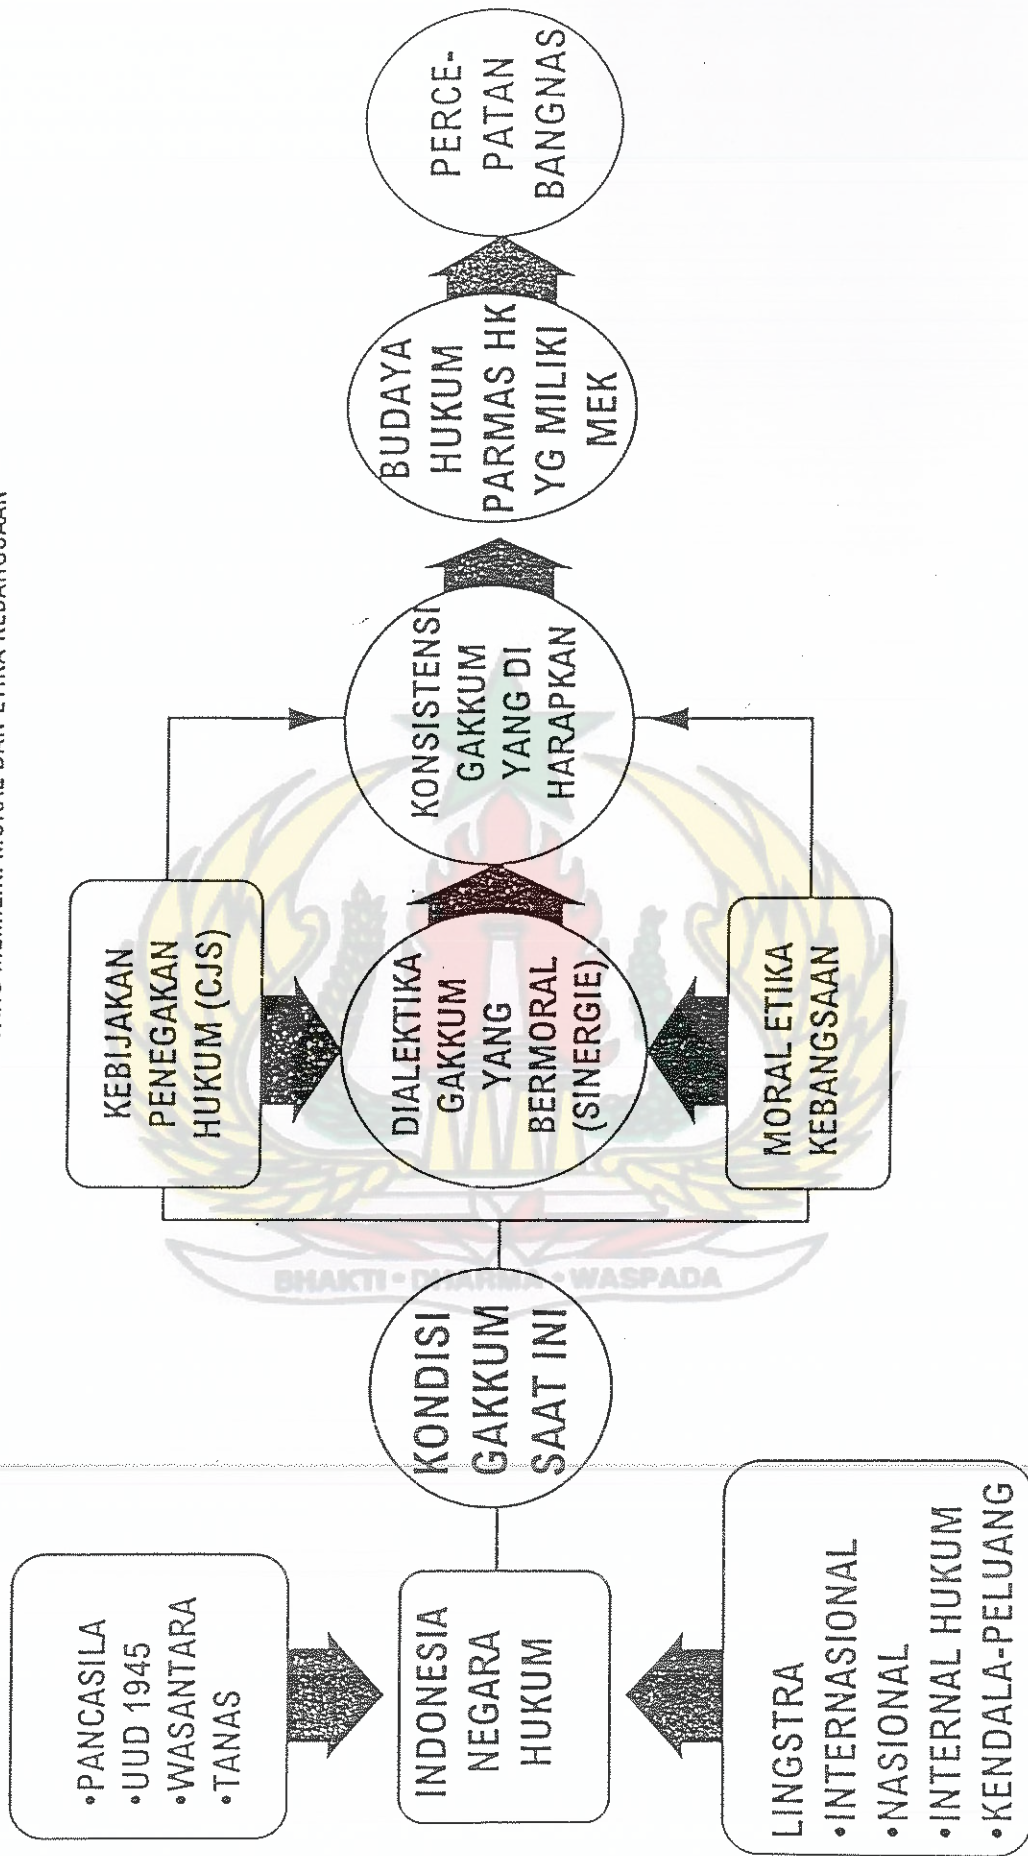 •PANCASILA
•UUD 1945
•WASANTARA
•TANAS
INDONESIA
NEGARA
HUKUM
LINGSTRA
•INTERNASIONAL
•NASIONAL
•INTERNAL HUKUM
•KENDALA-PELUANG
KONDISI
GAKKUM
SAAT INI
KEBIJAKAN
PENEGAKAN
HUKUM (CJS)
DIALEKTIKA
GAKKUM
YANG
BERMORAL
(SINERGIE)
MORAL ETIKA
KEBANGSAAN
KONSISTENSI
GAKKUM
YANG DI
HARAPKAN
BUDAYA
HUKUM
PARMAS HK
YG MILIKI
MEK
PERCE-
PATAN
BANGNAS
BHAKTI • DHARMA • WASPADA